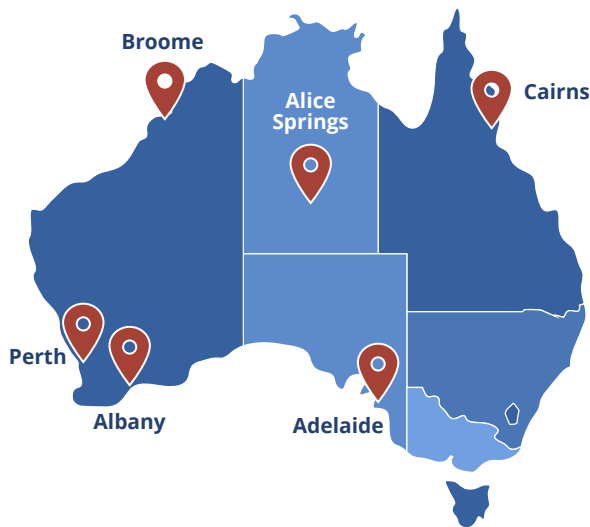 Broome
Cairns
Alice
Springs
Perth
Albany
Adelaide